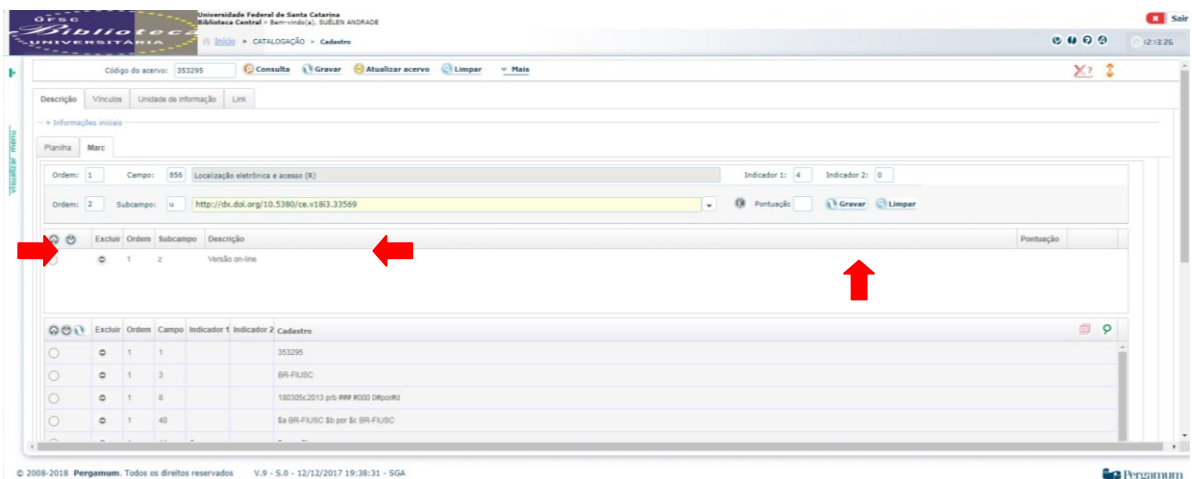 UFSC Universidade Federal de Santa Catarina
Biblioteca Biblioteca Central - Bem-vindo(a), SUÉLEN ANDRADE Sair
UNIVERSITÁRIA Início » CATALOGAÇÃO » Cadastro 12:13:26
Código do acervo: 353295 Consulta Gravar Atualizar acervo Limpar Mais
Descrição Vínculos Unidade de informação Link
» Informações iniciais
Visualizar menu
Planilha Marc
Ordem: 1 Campo: 856 Localização eletrônica e acesso (R) Indicador 1: 4 Indicador 2: 0
Ordem: 2 Subcampo: u http://dx.doi.org/10.5380/ce.v18i3.33569 Pontuação Gravar Limpar
Excluir Ordem Subcampo Descrição Pontuação
1 z Versão on-line
Excluir Ordem Campo Indicador 1 Indicador 2 Cadastro
1 1 353295
1 3 BR-FlUSC
1 8 180305c2013 prb ### #000 0#por#d
1 40 $a BR-FlUSC $b por $c BR-FlUSC
© 2008-2018 Pergamum. Todos os direitos reservados V.9 - S.0 - 12/12/2017 19:38:31 - SGA Pergamum